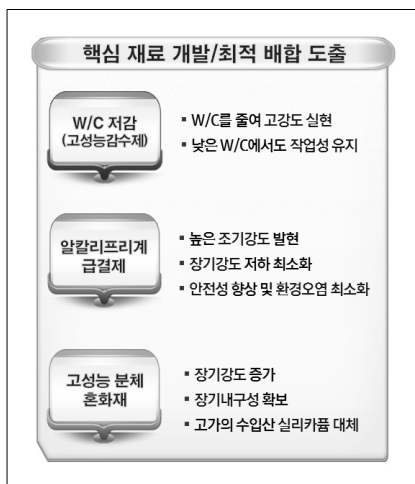 핵심 재료 개발/최적 배합 도출
W/C 저감
(고성능감수제)
▪ W/C를 줄여 고강도 실현
▪ 낮은 W/C에서도 작업성 유지
알칼리프리계
급결제
▪ 높은 조기강도 발현
▪ 장기강도 저하 최소화
▪ 안전성 향상 및 환경오염 최소화
고성능 분체
혼화재
▪ 장기강도 증가
▪ 장기내구성 확보
▪ 고가의 수입산 실리카퓸 대체